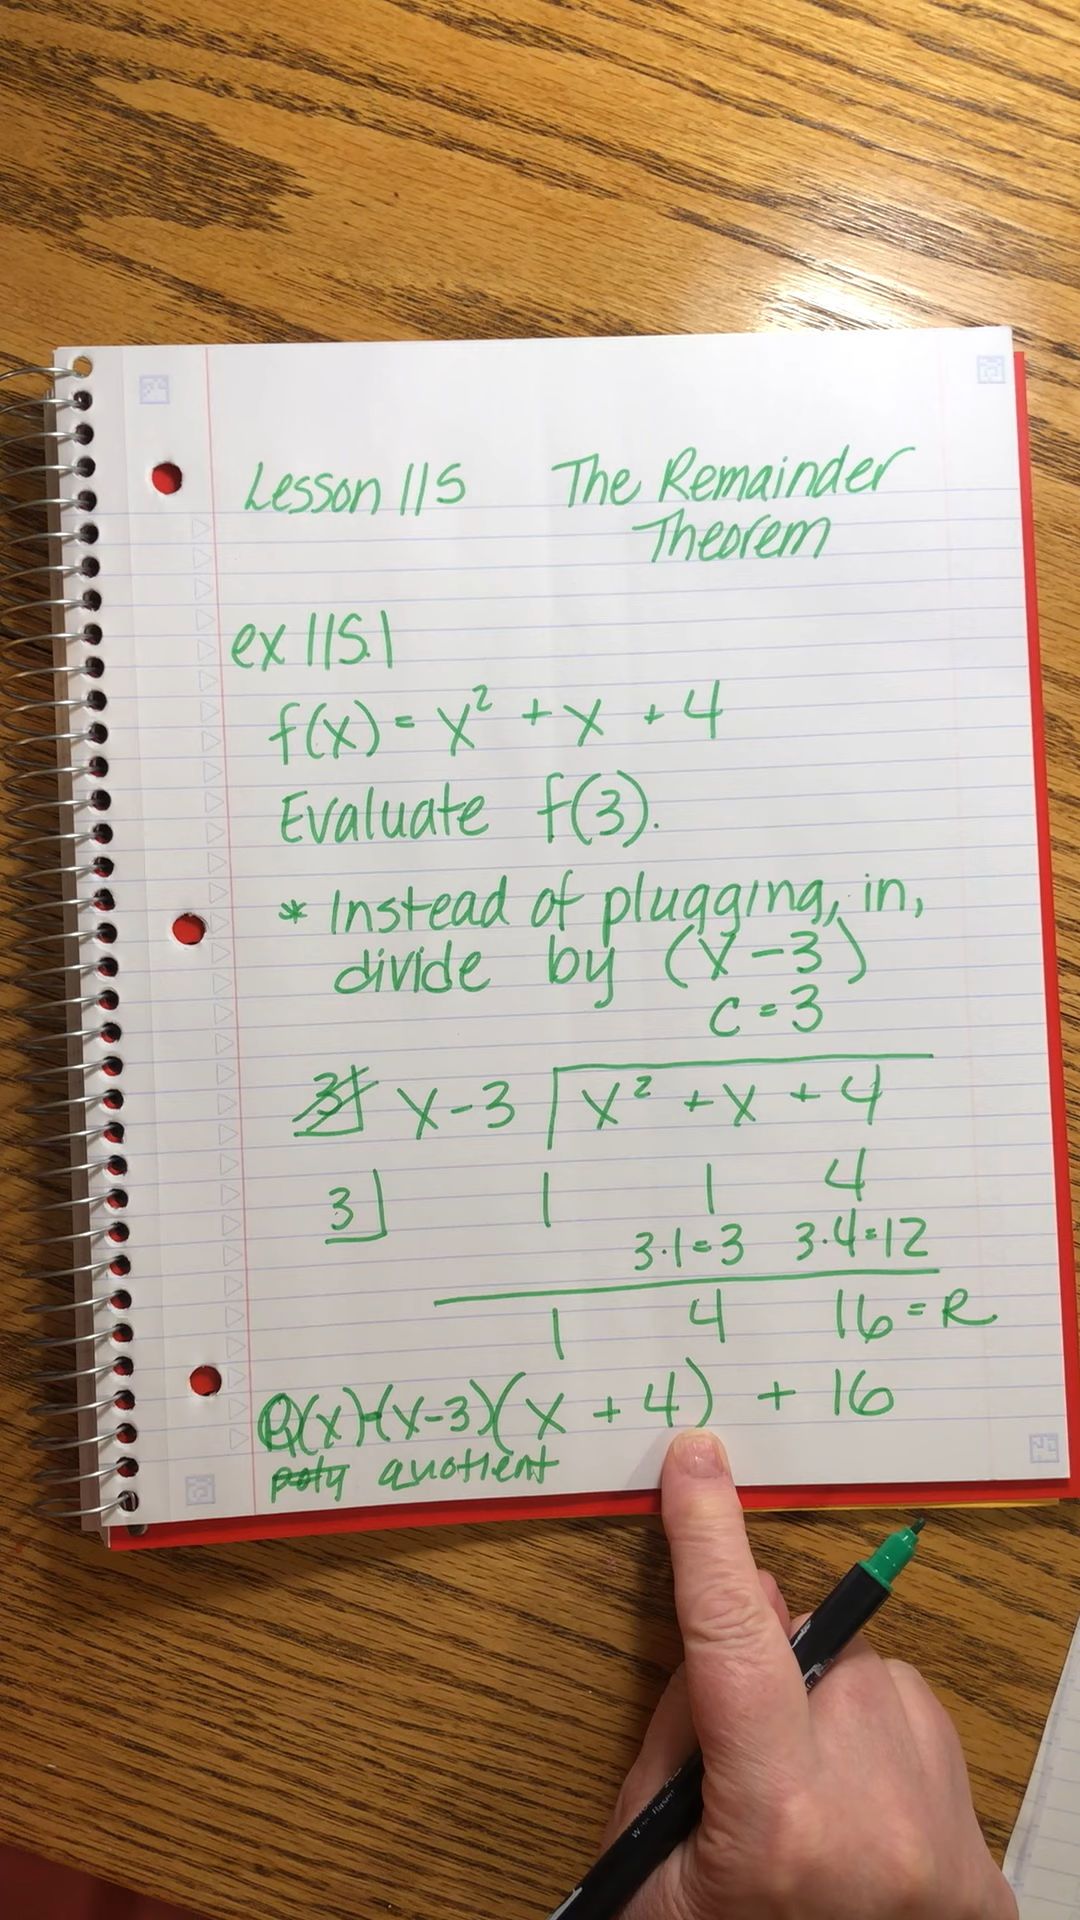 Lesson 115 The Remainder
Theorem
ex 115.1
f(x) = x² + x + 4
Evaluate f(3).
* Instead of plugging, in,
divide by (x - 3)
c = 3
x-3 x² + x + 4
3 1 1 4
3·1=3 3·4=12
1 4 16 = R
Q(x)=(x-3)(x + 4) + 16
poly quotient